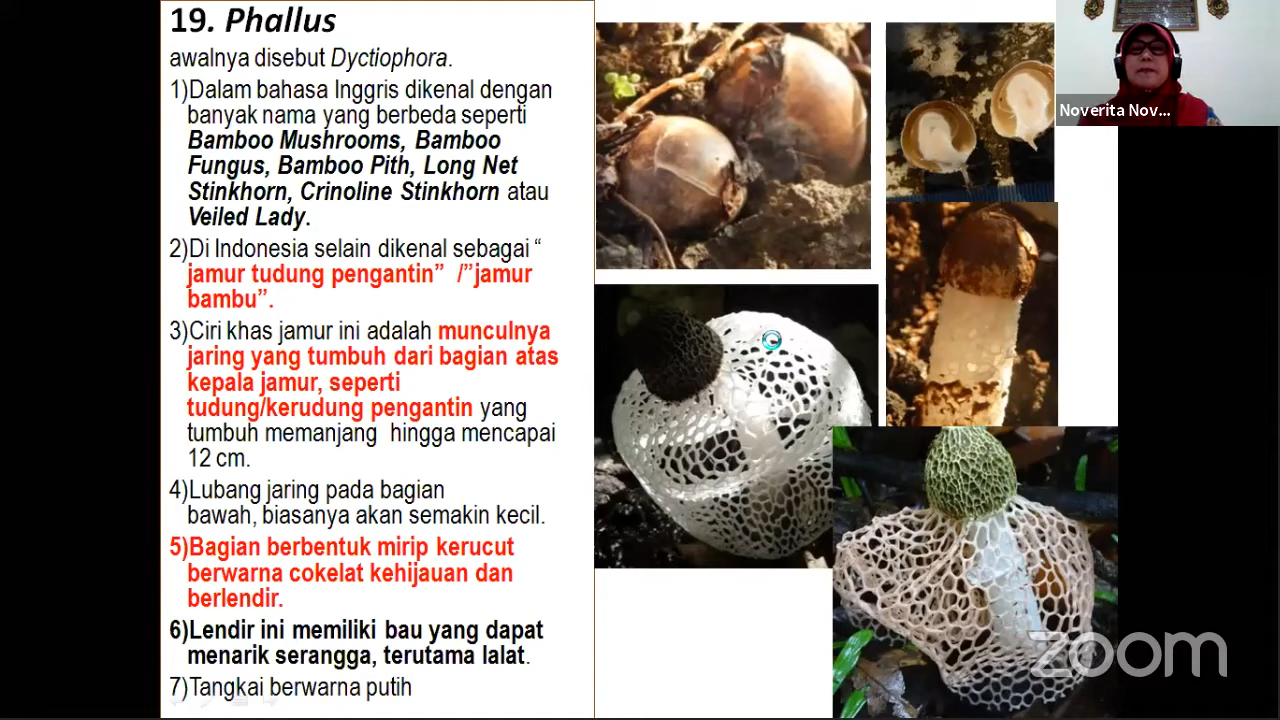 19. Phallus
awalnya disebut Dyctiophora.
1)Dalam bahasa Inggris dikenal dengan
banyak nama yang berbeda seperti
Bamboo Mushrooms, Bamboo
Fungus, Bamboo Pith, Long Net
Stinkhorn, Crinoline Stinkhorn atau
Veiled Lady.
2)Di Indonesia selain dikenal sebagai “
jamur tudung pengantin” /”jamur
bambu”.
3)Ciri khas jamur ini adalah munculnya
jaring yang tumbuh dari bagian atas
kepala jamur, seperti
tudung/kerudung pengantin yang
tumbuh memanjang hingga mencapai
12 cm.
4)Lubang jaring pada bagian
bawah, biasanya akan semakin kecil.
5)Bagian berbentuk mirip kerucut
berwarna cokelat kehijauan dan
berlendir.
6)Lendir ini memiliki bau yang dapat
menarik serangga, terutama lalat.
7)Tangkai berwarna putih
Noverita Nov...
zoom